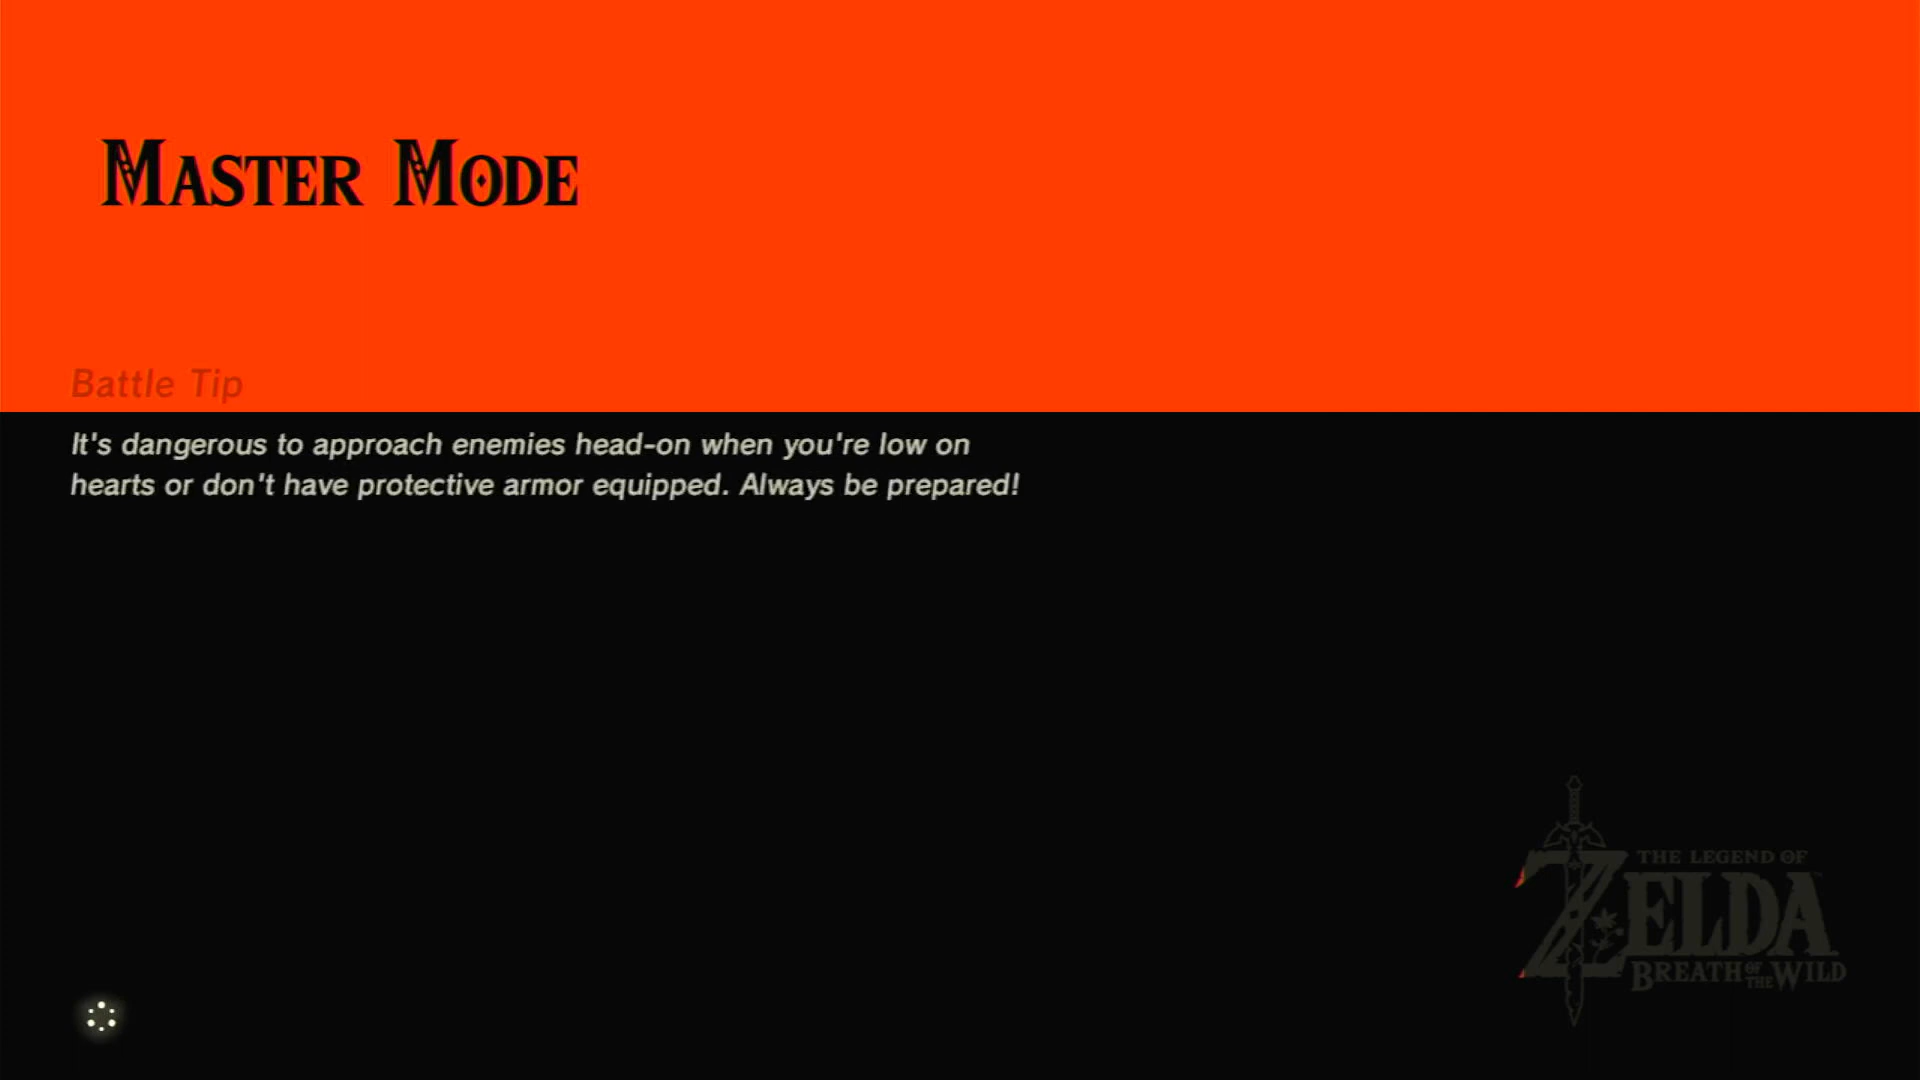 Master Mode
Battle Tip
It's dangerous to approach enemies head-on when you're low on
hearts or don't have protective armor equipped. Always be prepared!
THE LEGEND OF
ZELDA
BREATH OF THE WILD